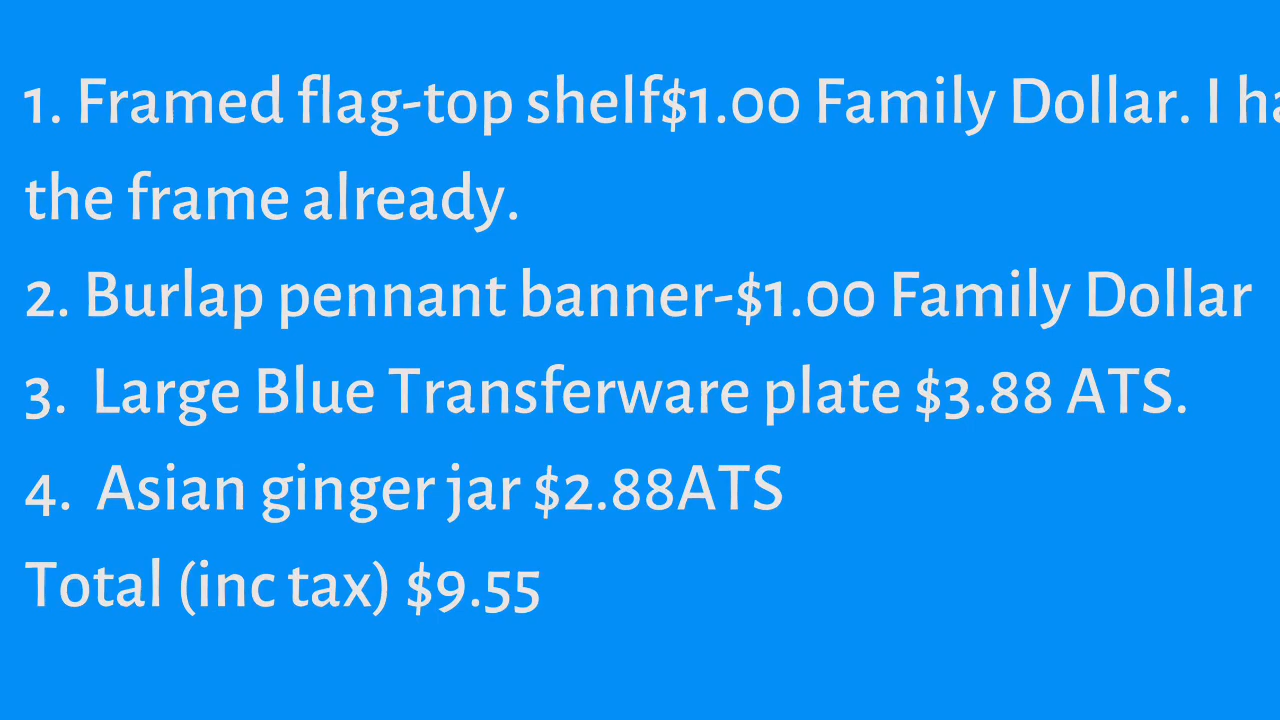 1. Framed flag-top shelf$1.00 Family Dollar. I ha
the frame already.
2. Burlap pennant banner-$1.00 Family Dollar
3.  Large Blue Transferware plate $3.88 ATS.
4.  Asian ginger jar $2.88ATS
Total (inc tax) $9.55